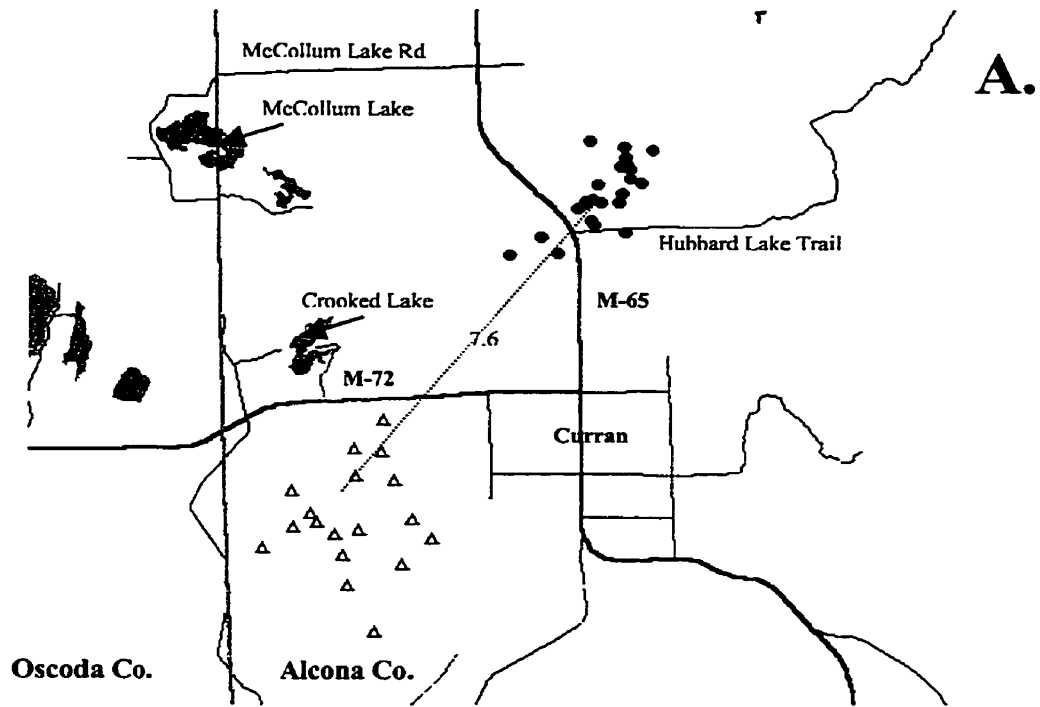 McCollum Lake Rd
A.
McCollum Lake
Hubbard Lake Trail
Crooked Lake
M-65
7.6
M-72
Curran
Oscoda Co.
Alcona Co.